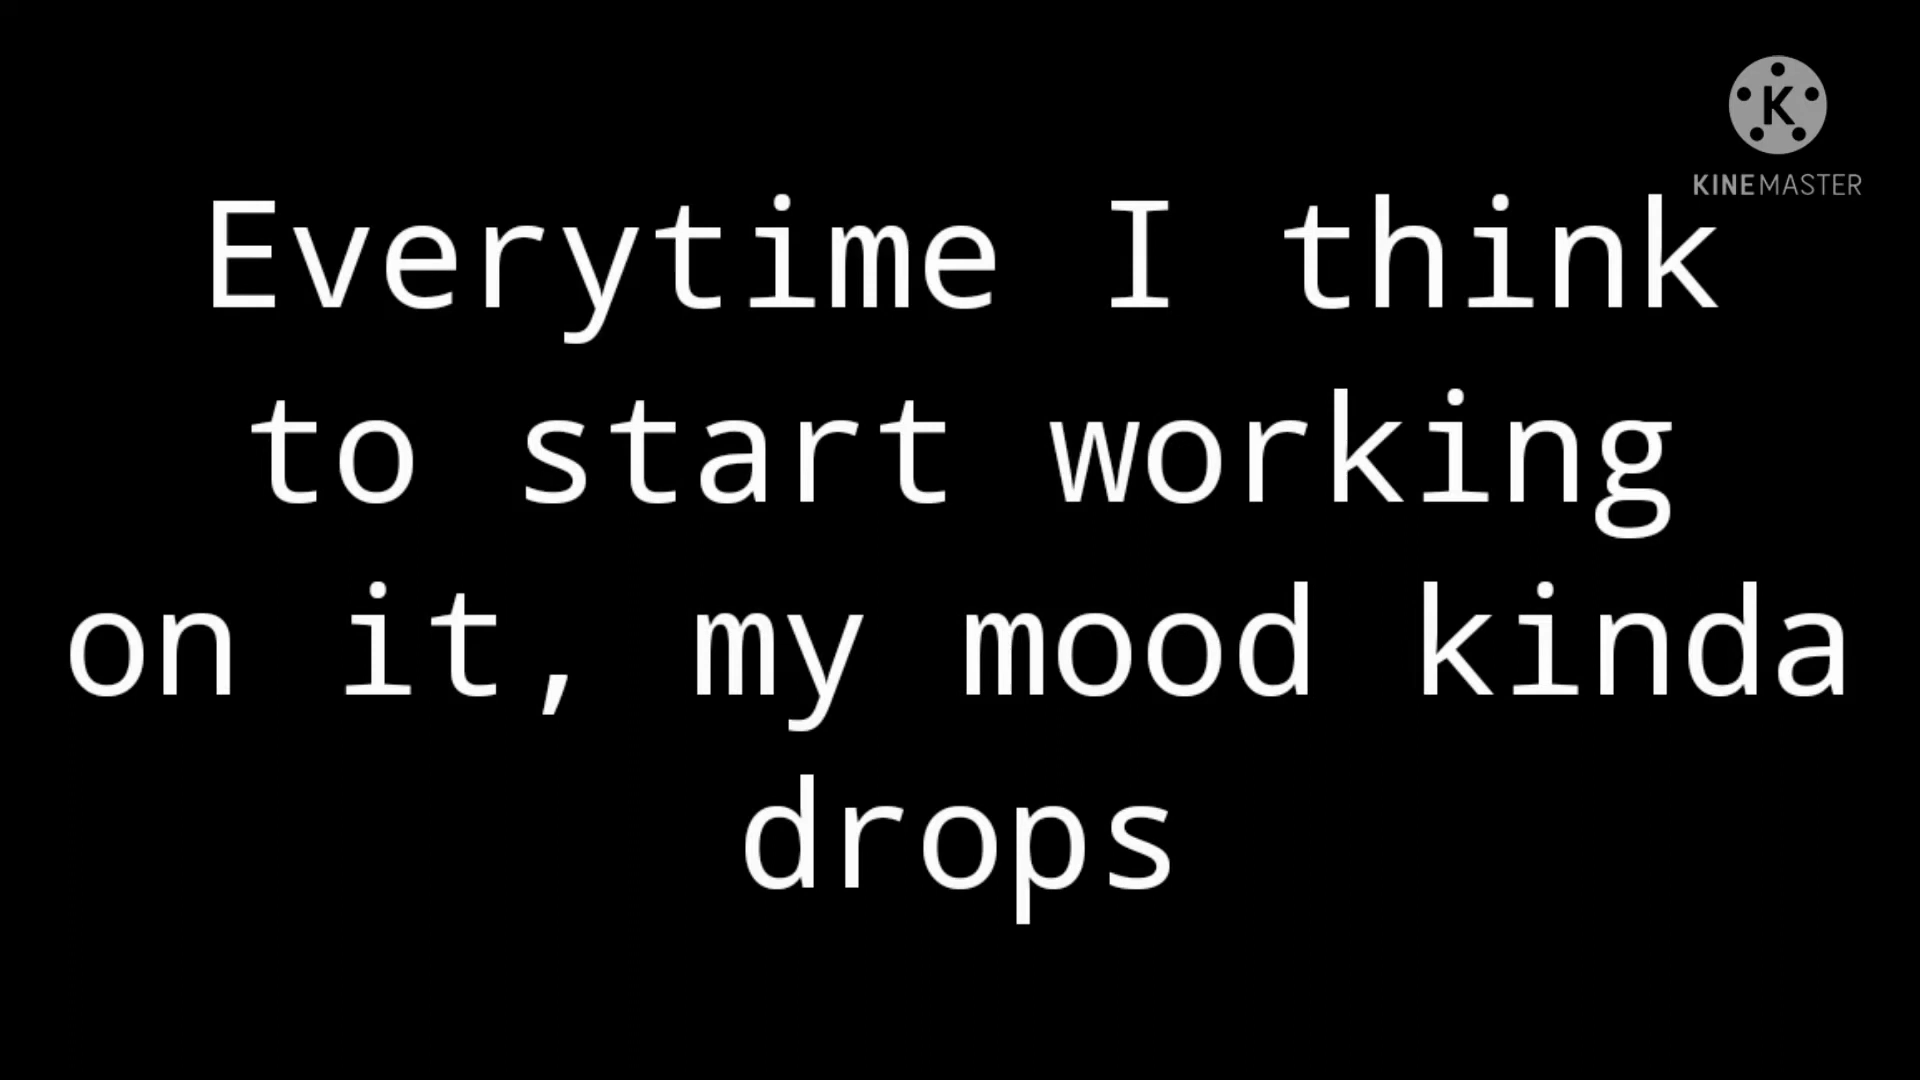 K
KINEMASTER
Everytime I think
to start working
on it, my mood kinda
drops